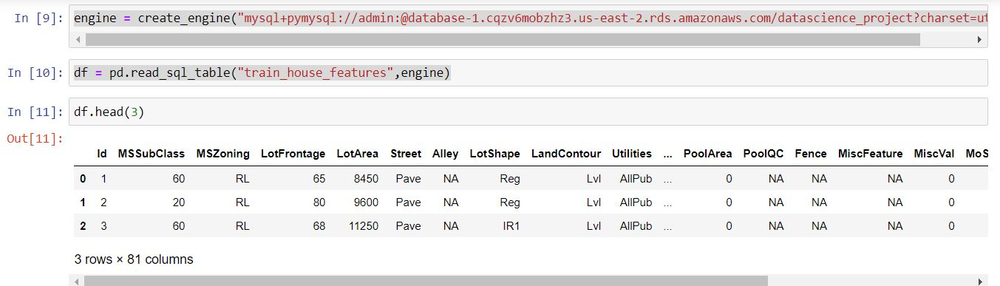 In [9]: engine = create_engine("mysql+pymysql://admin:@database-1.cqzv6mobzhz3.us-east-2.rds.amazonaws.com/datascience_project?charset=ut
In [10]: df = pd.read_sql_table("train_house_features",engine)
In [11]: df.head(3)
Out[11]:
Id MSSubClass MSZoning LotFrontage LotArea Street Alley LotShape LandContour Utilities ... PoolArea PoolQC Fence MiscFeature MiscVal MoS
0 1 60 RL 65 8450 Pave NA Reg Lvl AllPub ... 0 NA NA NA 0
1 2 20 RL 80 9600 Pave NA Reg Lvl AllPub ... 0 NA NA NA 0
2 3 60 RL 68 11250 Pave NA IR1 Lvl AllPub ... 0 NA NA NA 0
3 rows × 81 columns